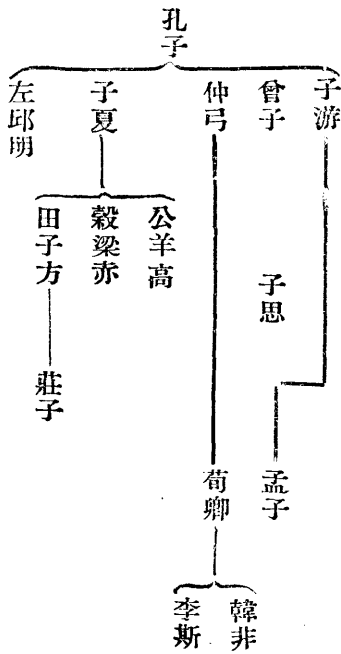 孔子
子游
曾子
仲弓
子夏
左邱明
公羊高
穀梁赤
田子方
子思
莊子
孟子
荀卿
韓非
李斯